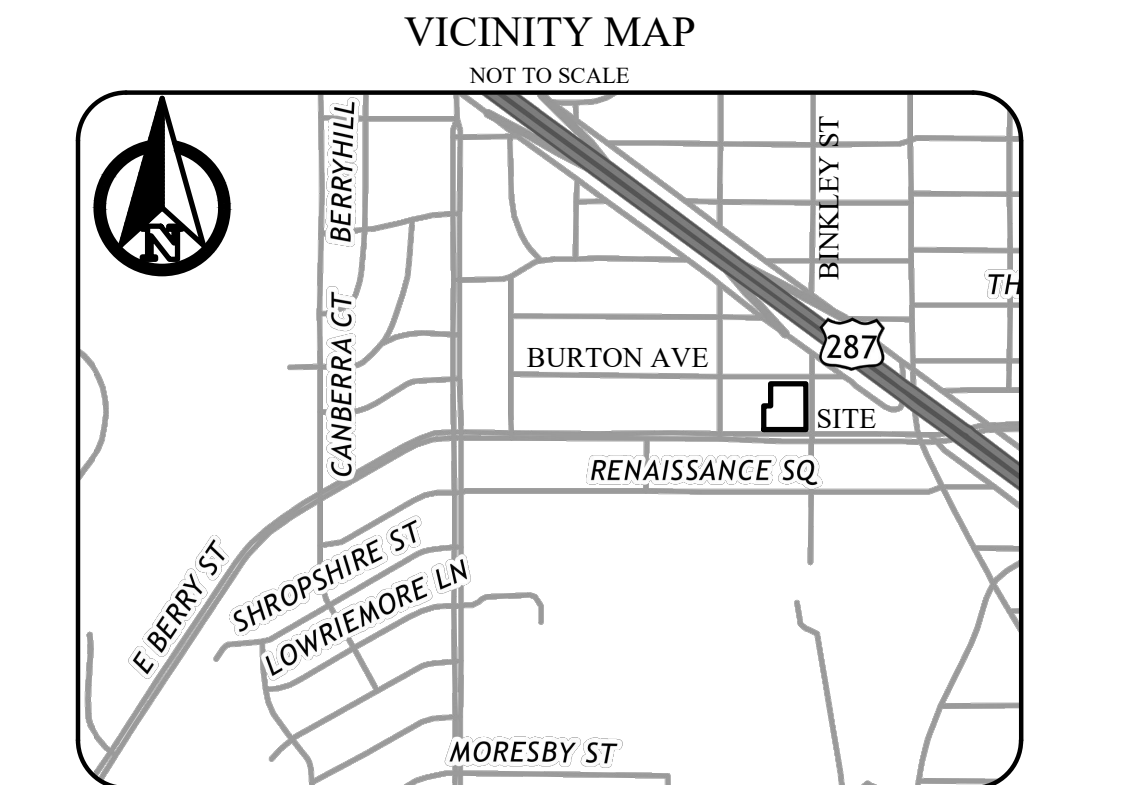 VICINITY MAP
NOT TO SCALE
BERRYHILL
BINKLEY ST
N
TH
CANBERRA CT
287
BURTON AVE
SITE
RENAISSANCE SQ
E BERRY ST
SHROPSHIRE ST
LOWRIEMORE LN
MORESBY ST